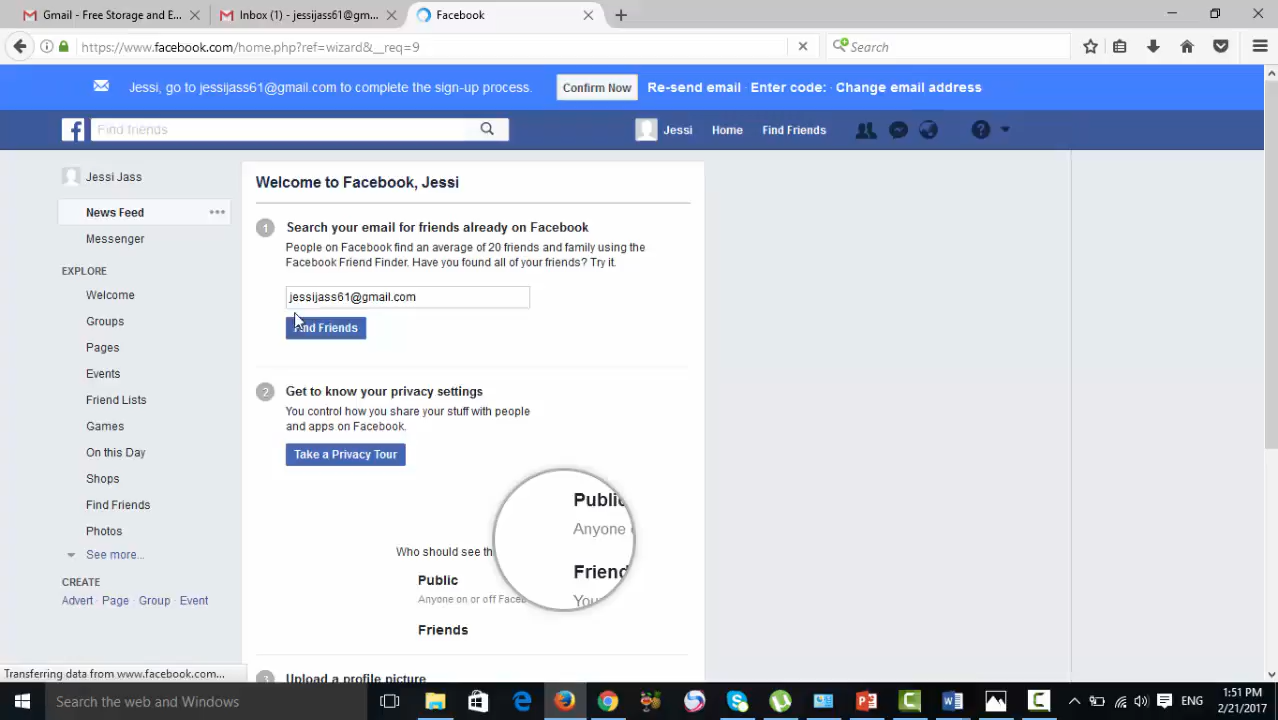 Gmail - Free Storage and E...
Inbox (1) - jessijass61@gm...
Facebook
https://www.facebook.com/home.php?ref=wizard&__req=9
Search
Jessi, go to jessijass61@gmail.com to complete the sign-up process.
Confirm Now
Re-send email · Enter code: · Change email address
Find friends
Jessi
Home
Find Friends
Jessi Jass
News Feed
Messenger
EXPLORE
Welcome
Groups
Pages
Events
Friend Lists
Games
On this Day
Shops
Find Friends
Photos
See more...
CREATE
Advert · Page · Group · Event
Welcome to Facebook, Jessi
1
Search your email for friends already on Facebook
People on Facebook find an average of 20 friends and family using the
Facebook Friend Finder. Have you found all of your friends? Try it.
jessijass61@gmail.com
Find Friends
2
Get to know your privacy settings
You control how you share your stuff with people
and apps on Facebook.
Take a Privacy Tour
Public
Anyone
Friend
You
Who should see th
Public
Anyone on or off Faceb
Friends
3
Upload a profile picture
Transferring data from www.facebook.com...
Search the web and Windows
ENG
1:51 PM
2/21/2017